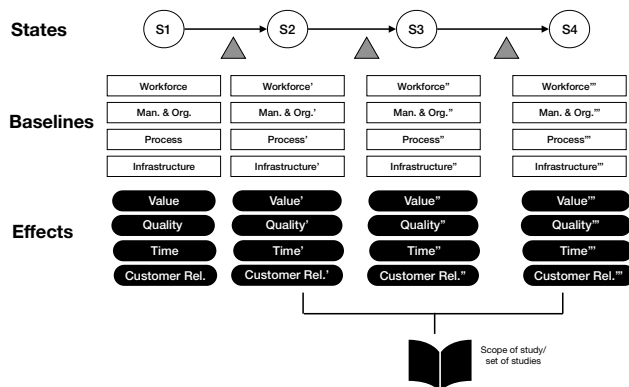 States
S1
S2
S3
S4
Baselines
Workforce
Workforce'
Workforce"
Workforce'"
Man. & Org.
Man. & Org.'
Man. & Org."
Man. & Org.'"
Process
Process'
Process"
Process'"
Infrastructure
Infrastructure'
Infrastructure"
Infrastructure'"
Effects
Value
Value'
Value"
Value'"
Quality
Quality'
Quality"
Quality'"
Time
Time'
Time"
Time'"
Customer Rel.
Customer Rel.'
Customer Rel."
Customer Rel.'"
Scope of study/
set of studies